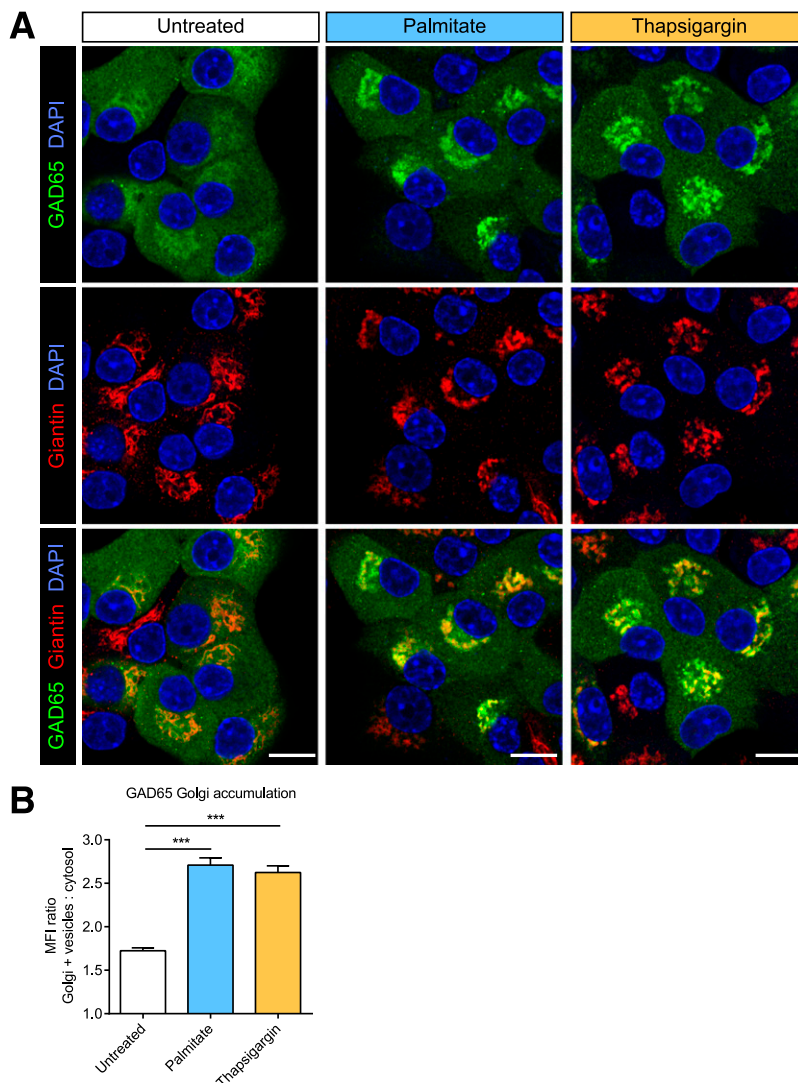 A
Untreated
Palmitate
Thapsigargin
GAD65 DAPI
Giantin DAPI
GAD65 Giantin DAPI
B
GAD65 Golgi accumulation
***
***
MFI ratio
Golgi + vesicles : cytosol
3.0
2.5
2.0
1.5
1.0
Untreated
Palmitate
Thapsigargin